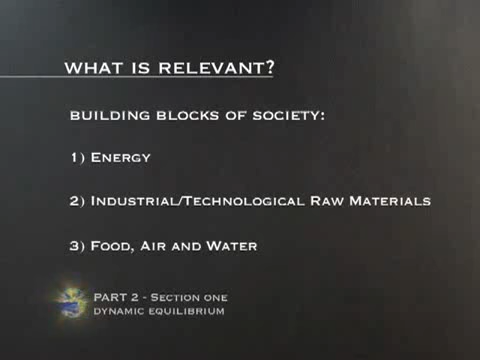 WHAT IS RELEVANT?
BUILDING BLOCKS OF SOCIETY:
1) ENERGY
2) INDUSTRIAL/TECHNOLOGICAL RAW MATERIALS
3) FOOD, AIR AND WATER
PART 2 - SECTION ONE
DYNAMIC EQUILIBRIUM